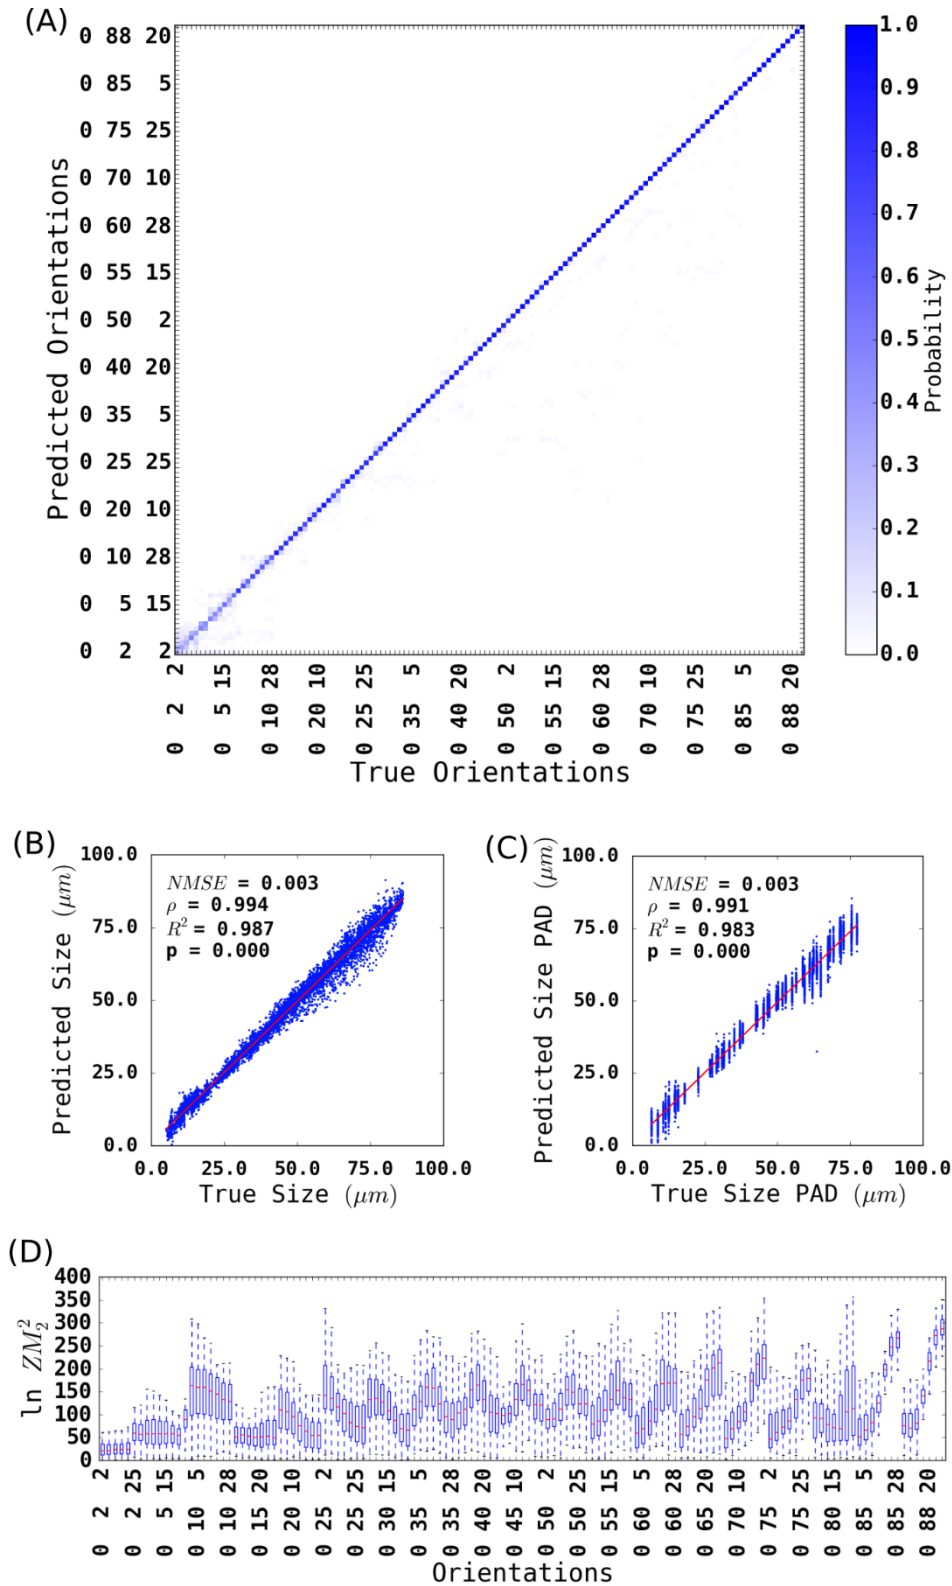 (A)
0 88 20
0 85 5
0 75 25
0 70 10
0 60 28
0 55 15
0 50 2
0 40 20
0 35 5
0 25 25
0 20 10
0 10 28
0 5 15
0 2 2
Predicted Orientations
0 2 2
0 5 15
0 10 28
0 20 10
0 25 25
0 35 5
0 40 20
0 50 2
0 55 15
0 60 28
0 70 10
0 75 25
0 85 5
0 88 20
True Orientations
1.0
0.9
0.8
0.7
0.6
0.5
0.4
0.3
0.2
0.1
0.0
Probability
(B)
100.0
75.0
50.0
25.0
0.0
Predicted Size (μm)
NMSE = 0.003
ρ = 0.994
R² = 0.987
p = 0.000
0.0 25.0 50.0 75.0 100.0
True Size (μm)
(C)
100.0
75.0
50.0
25.0
0.0
Predicted Size PAD (μm)
NMSE = 0.003
ρ = 0.991
R² = 0.983
p = 0.000
0.0 25.0 50.0 75.0 100.0
True Size PAD (μm)
(D)
400
350
300
250
200
150
100
50
0
ln ZM₂²
0 2 2
0 2 25
0 5 15
0 10 5
0 10 28
0 15 20
0 20 10
0 25 2
0 25 25
0 30 15
0 35 5
0 35 28
0 40 20
0 45 10
0 50 2
0 50 25
0 55 15
0 60 5
0 60 28
0 65 20
0 70 10
0 75 2
0 75 25
0 80 15
0 85 5
0 85 28
0 88 20
Orientations